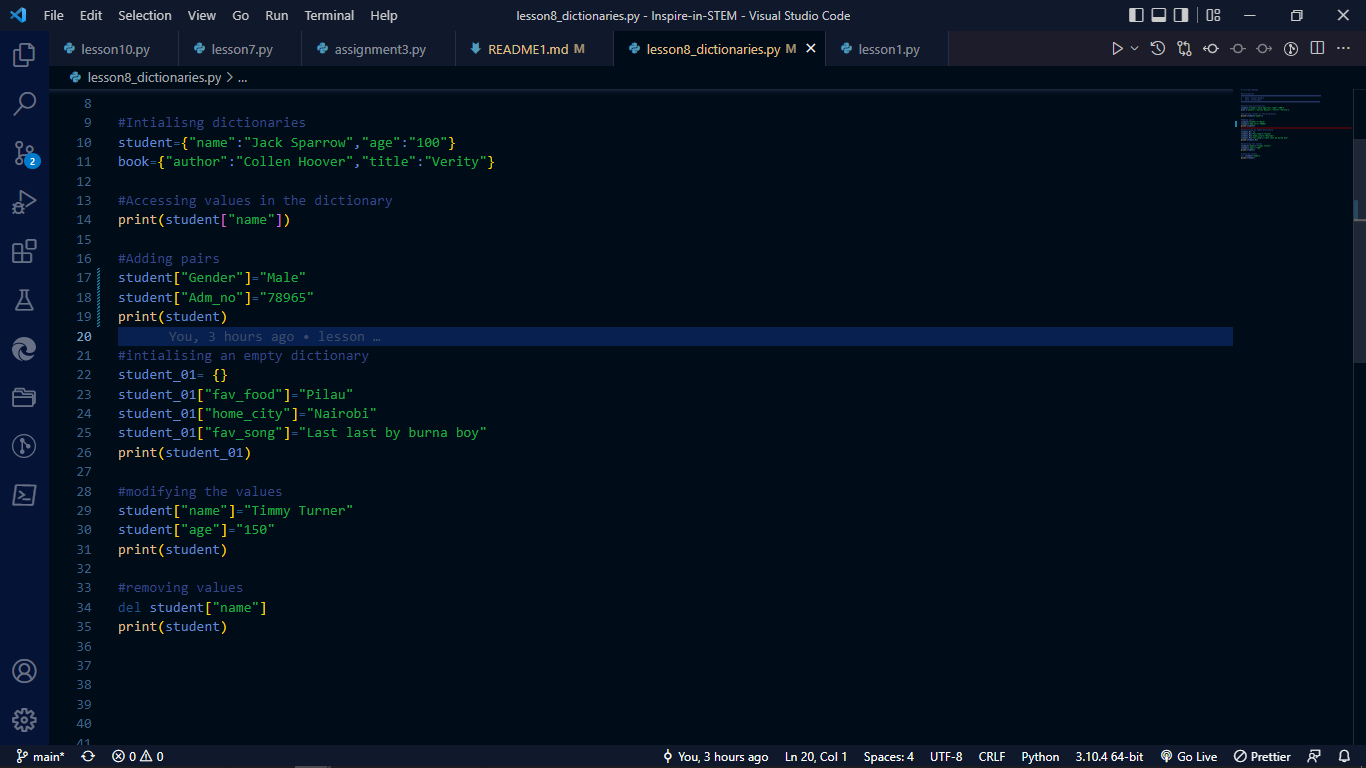 File Edit Selection View Go Run Terminal Help lesson8_dictionaries.py - Inspire-in-STEM - Visual Studio Code
lesson10.py lesson7.py assignment3.py README1.md M lesson8_dictionaries.py M lesson1.py
lesson8_dictionaries.py > ...
8
9 #Intialisng dictionaries
10 student={"name":"Jack Sparrow","age":"100"}
11 book={"author":"Collen Hoover","title":"Verity"}
12
13 #Accessing values in the dictionary
14 print(student["name"])
15
16 #Adding pairs
17 student["Gender"]="Male"
18 student["Adm_no"]="78965"
19 print(student)
20 You, 3 hours ago • lesson …
21 #intialising an empty dictionary
22 student_01= {}
23 student_01["fav_food"]="Pilau"
24 student_01["home_city"]="Nairobi"
25 student_01["fav_song"]="Last last by burna boy"
26 print(student_01)
27
28 #modifying the values
29 student["name"]="Timmy Turner"
30 student["age"]="150"
31 print(student)
32
33 #removing values
34 del student["name"]
35 print(student)
36
37
38
39
40
41
2
main* 0 0 You, 3 hours ago Ln 20, Col 1 Spaces: 4 UTF-8 CRLF Python 3.10.4 64-bit Go Live Prettier